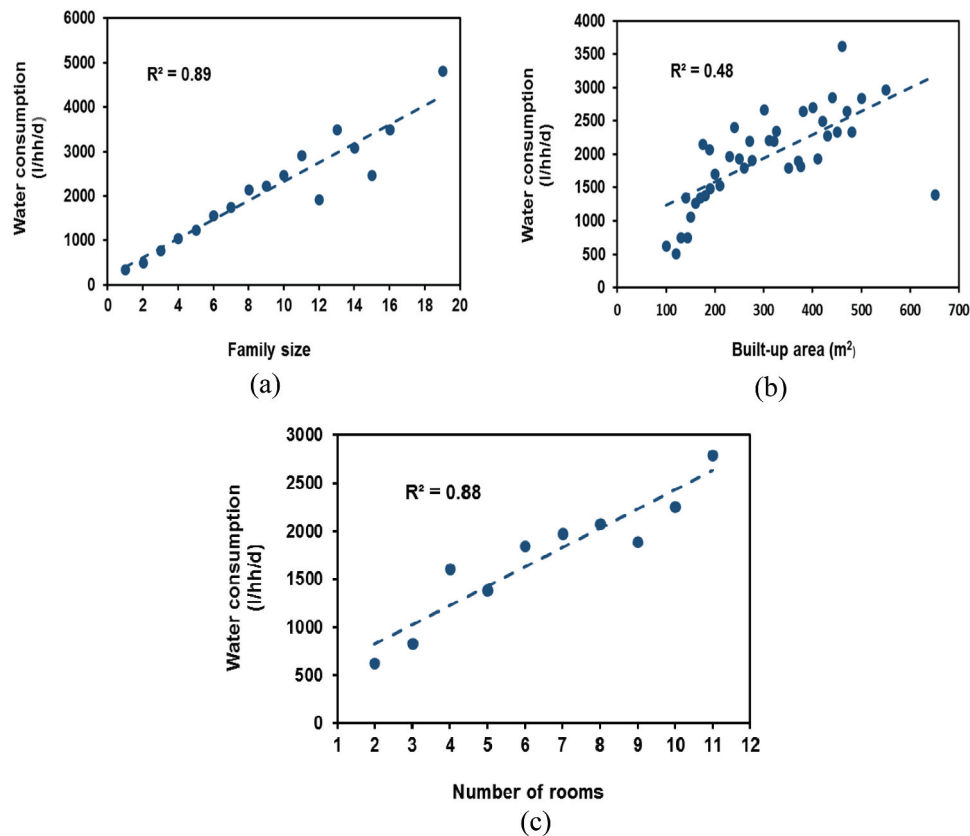 (a)
6000
5000
4000
3000
2000
1000
0
Water consumption
(l/hh/d)
R² = 0.89
0 2 4 6 8 10 12 14 16 18 20
Family size
(b)
4000
3500
3000
2500
2000
1500
1000
500
0
Water consumption
(l/hh/d)
R² = 0.48
0 100 200 300 400 500 600 700
Built-up area (m²)
(a)
(b)
3000
2500
2000
1500
1000
500
0
Water consumption
(l/hh/d)
R² = 0.88
1 2 3 4 5 6 7 8 9 10 11 12
Number of rooms
(c)